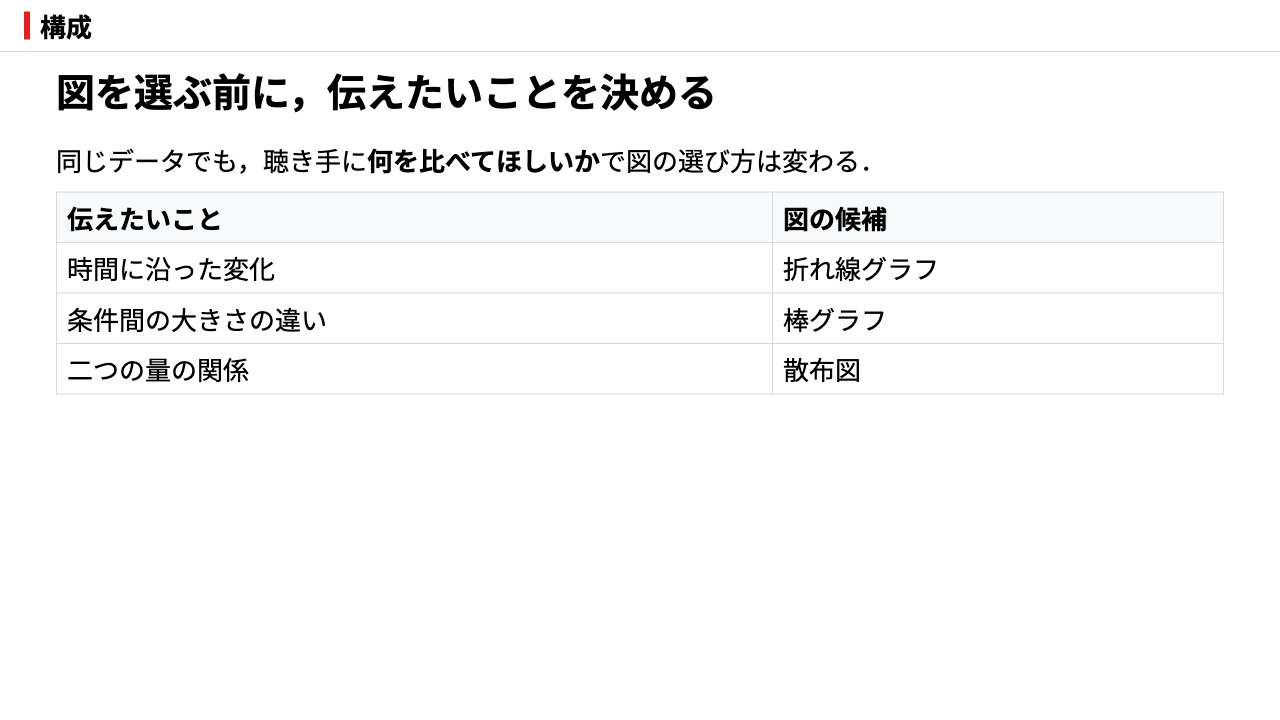 構成
図を選ぶ前に，伝えたいことを決める
同じデータでも，聴き手に何を比べてほしいかで図の選び方は変わる．
伝えたいこと 図の候補
時間に沿った変化 折れ線グラフ
条件間の大きさの違い 棒グラフ
二つの量の関係 散布図